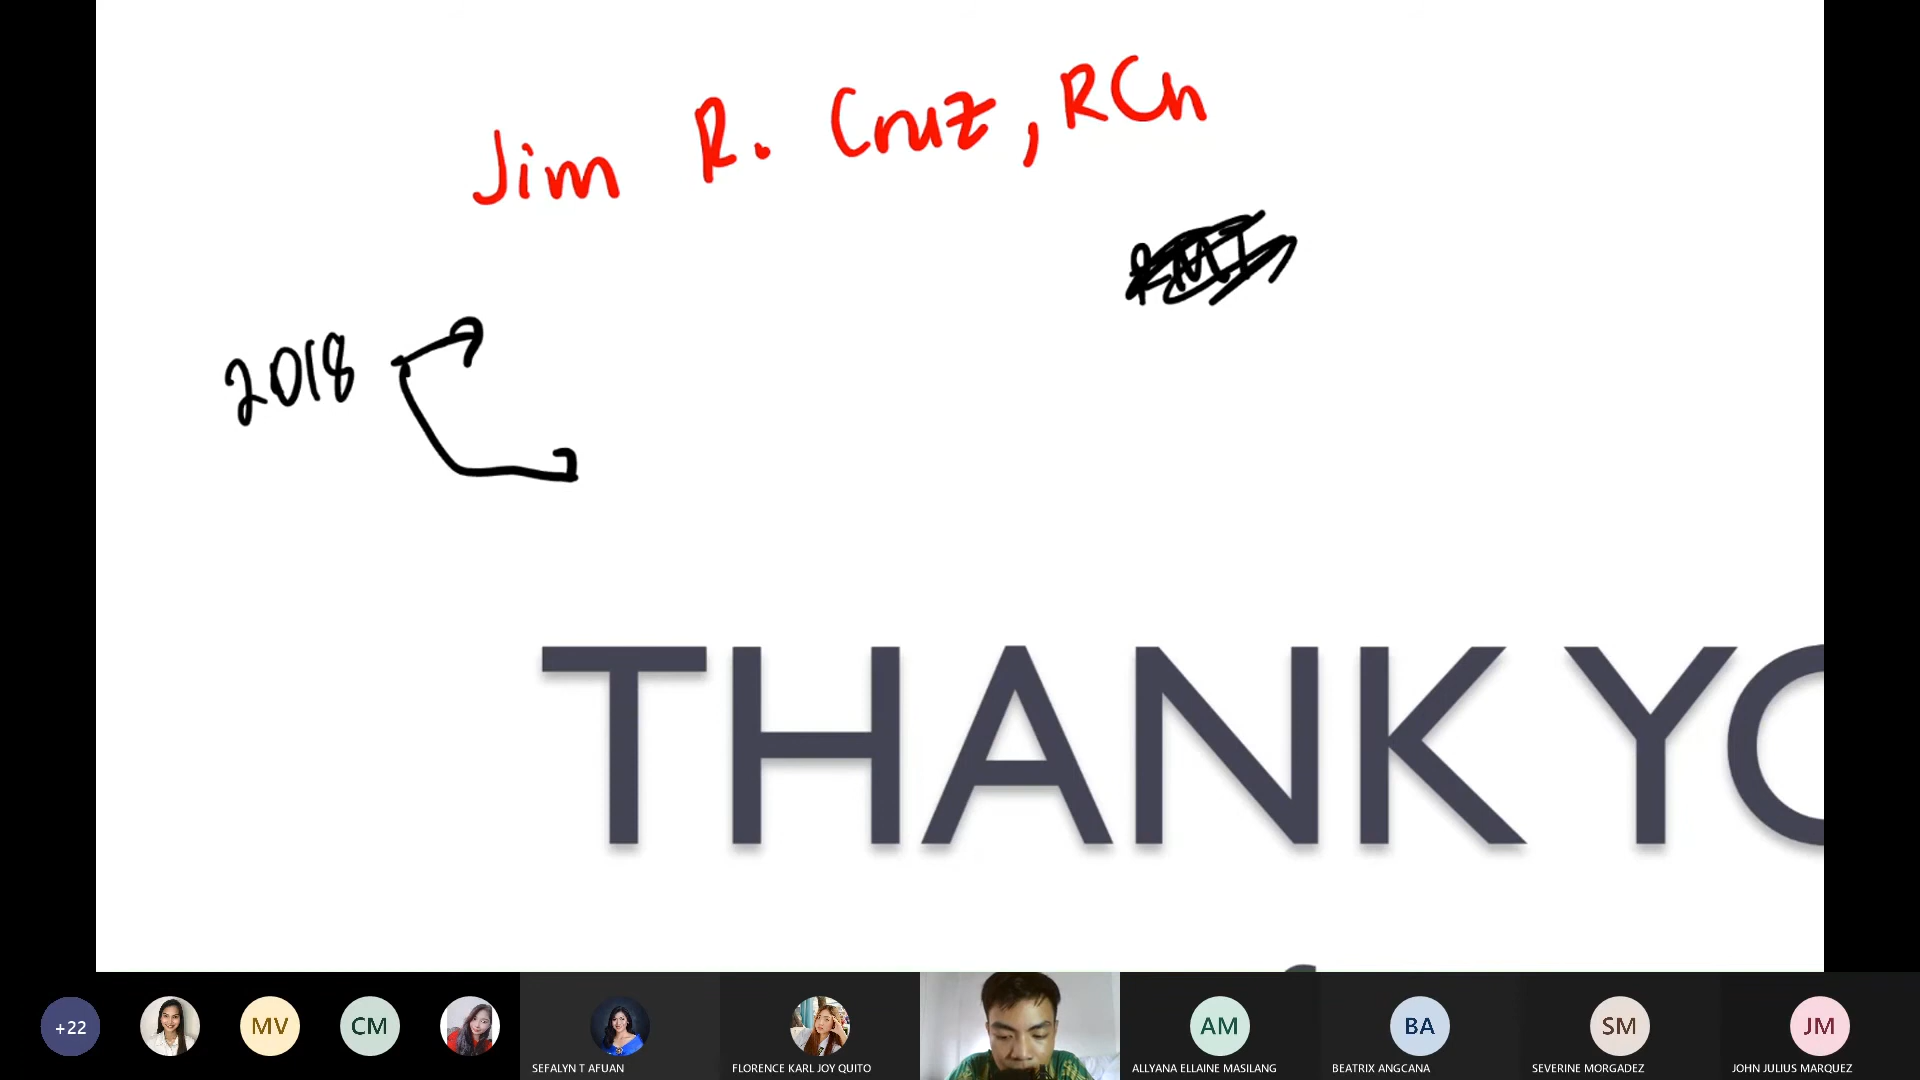 Jim R. Cruz, RCh
2018
THANK YO
+22
MV
CM
SEFALYN T AFUAN
FLORENCE KARL JOY QUITO
AM
ALLYANA ELLAINE MASILANG
BA
BEATRIX ANGCANA
SM
SEVERINE MORGADEZ
JM
JOHN JULIUS MARQUEZ